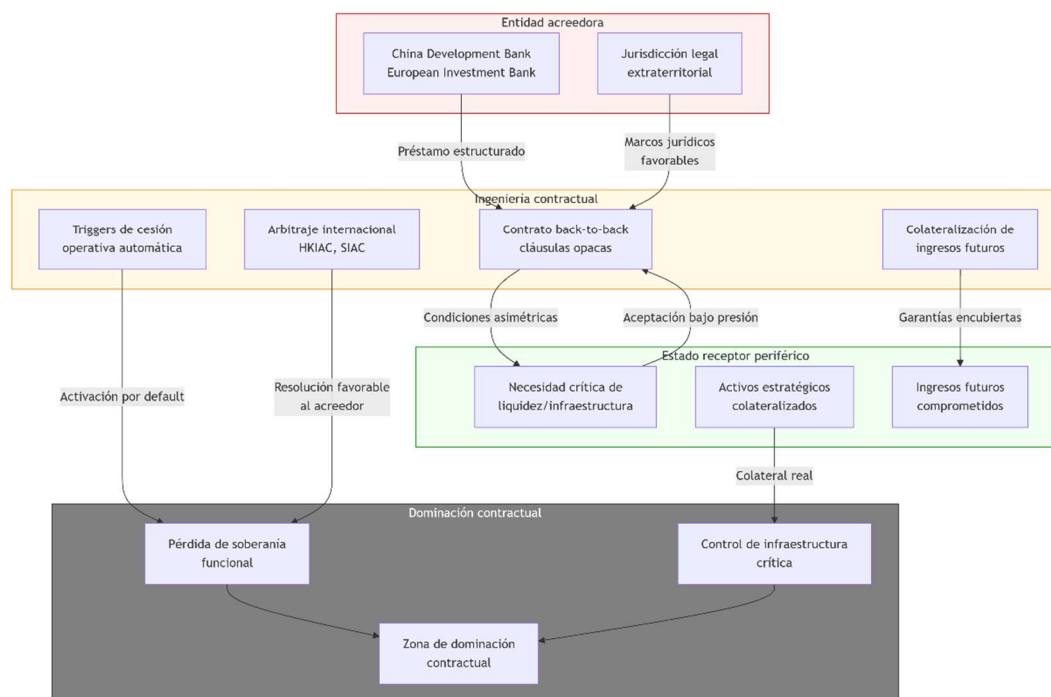 Entidad acreedora
China Development Bank
European Investment Bank
Jurisdicción legal
extraterritorial
Préstamo estructurado
Marcos jurídicos
favorables
Ingeniería contractual
Triggers de cesión
operativa automática
Arbitraje internacional
HKIAC, SIAC
Contrato back-to-back
cláusulas opacas
Colateralización de
ingresos futuros
Condiciones asimétricas
Aceptación bajo presión
Garantías encubiertas
Estado receptor periférico
Activación por default
Resolución favorable
al acreedor
Necesidad crítica de
liquidez/infraestructura
Activos estratégicos
colateralizados
Ingresos futuros
comprometidos
Colateral real
Dominación contractual
Pérdida de soberanía
funcional
Control de infraestructura
crítica
Zona de dominación
contractual